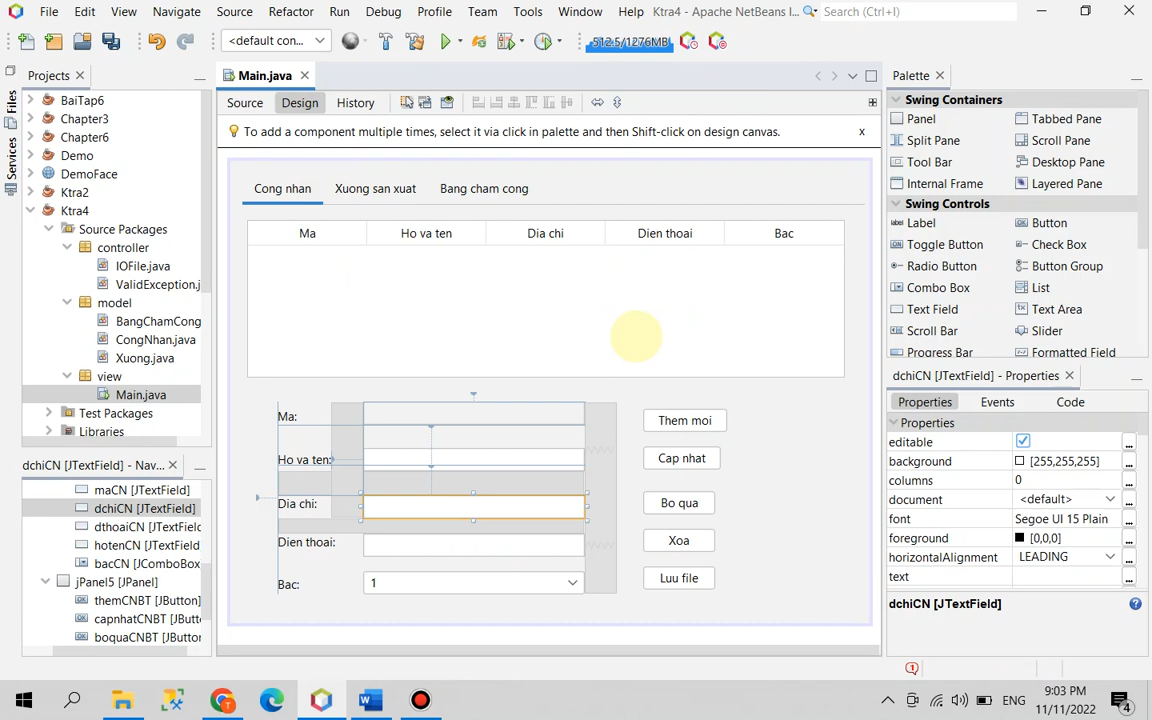 File Edit View Navigate Source Refactor Run Debug Profile Team Tools Window Help Ktra4 - Apache NetBeans I... Search (Ctrl+I)
<default con... 512.5/1276MB
Projects
Main.java
Palette
Files
Services
BaiTap6
Chapter3
Chapter6
Demo
DemoFace
Ktra2
Ktra4
Source Packages
controller
IOFile.java
ValidException.j
model
BangChamCong
CongNhan.java
Xuong.java
view
Main.java
Test Packages
Libraries
dchiCN [JTextField] - Nav...
maCN [JTextField]
dchiCN [JTextField]
dthoaiCN [JTextField
hotenCN [JTextField
bacCN [JComboBox
jPanel5 [JPanel]
themCNBT [JButton]
capnhatCNBT [JButt
boquaCNBT [JButto
Source Design History
To add a component multiple times, select it via click in palette and then Shift-click on design canvas. x
Cong nhan Xuong san xuat Bang cham cong
Ma Ho va ten Dia chi Dien thoai Bac
Ma: Them moi
Ho va ten: Cap nhat
Dia chi: Bo qua
Dien thoai: Xoa
Bac: 1 Luu file
Swing Containers
Panel Tabbed Pane
Split Pane Scroll Pane
Tool Bar Desktop Pane
Internal Frame Layered Pane
Swing Controls
Label Button
Toggle Button Check Box
Radio Button Button Group
Combo Box List
Text Field Text Area
Scroll Bar Slider
Progress Bar Formatted Field
dchiCN [JTextField] - Properties
Properties Events Code
Properties
editable
background [255,255,255]
columns 0
document <default>
font Segoe UI 15 Plain
foreground [0,0,0]
horizontalAlignment LEADING
text
dchiCN [JTextField]
ENG 9:03 PM
11/11/2022 4